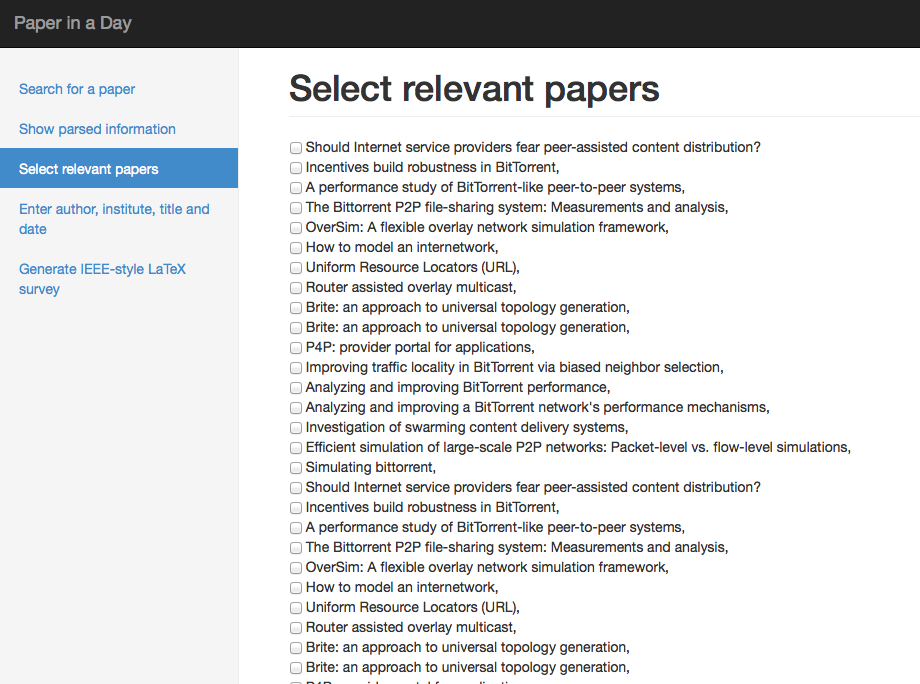 Paper in a Day
Search for a paper
Show parsed information
Select relevant papers
Enter author, institute, title and
date
Generate IEEE-style LaTeX
survey
Select relevant papers
Should Internet service providers fear peer-assisted content distribution?
Incentives build robustness in BitTorrent,
A performance study of BitTorrent-like peer-to-peer systems,
The Bittorrent P2P file-sharing system: Measurements and analysis,
OverSim: A flexible overlay network simulation framework,
How to model an internetwork,
Uniform Resource Locators (URL),
Router assisted overlay multicast,
Brite: an approach to universal topology generation,
Brite: an approach to universal topology generation,
P4P: provider portal for applications,
Improving traffic locality in BitTorrent via biased neighbor selection,
Analyzing and improving BitTorrent performance,
Analyzing and improving a BitTorrent network's performance mechanisms,
Investigation of swarming content delivery systems,
Efficient simulation of large-scale P2P networks: Packet-level vs. flow-level simulations,
Simulating bittorrent,
Should Internet service providers fear peer-assisted content distribution?
Incentives build robustness in BitTorrent,
A performance study of BitTorrent-like peer-to-peer systems,
The Bittorrent P2P file-sharing system: Measurements and analysis,
OverSim: A flexible overlay network simulation framework,
How to model an internetwork,
Uniform Resource Locators (URL),
Router assisted overlay multicast,
Brite: an approach to universal topology generation,
Brite: an approach to universal topology generation,